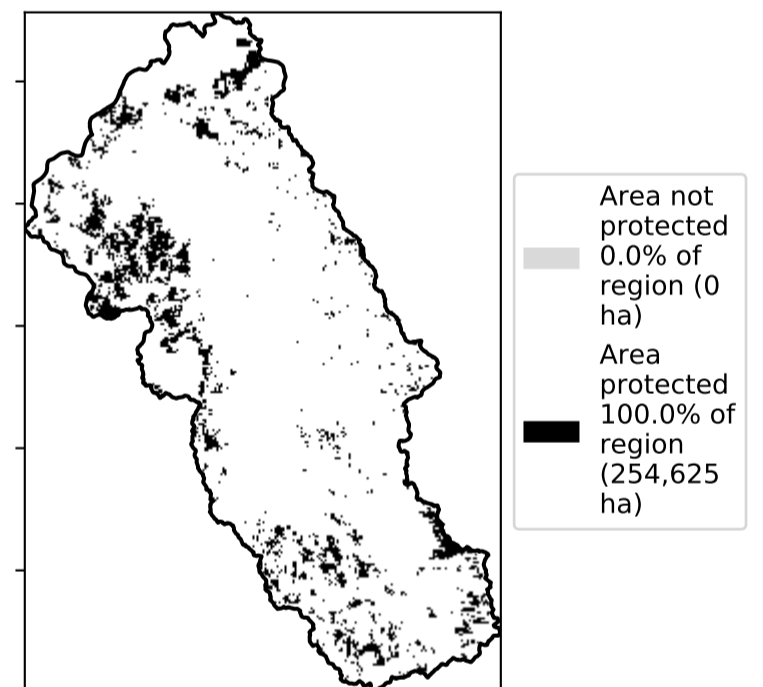 Area not
protected
0.0% of
region (0
ha)
Area
protected
100.0% of
region
(254,625
ha)